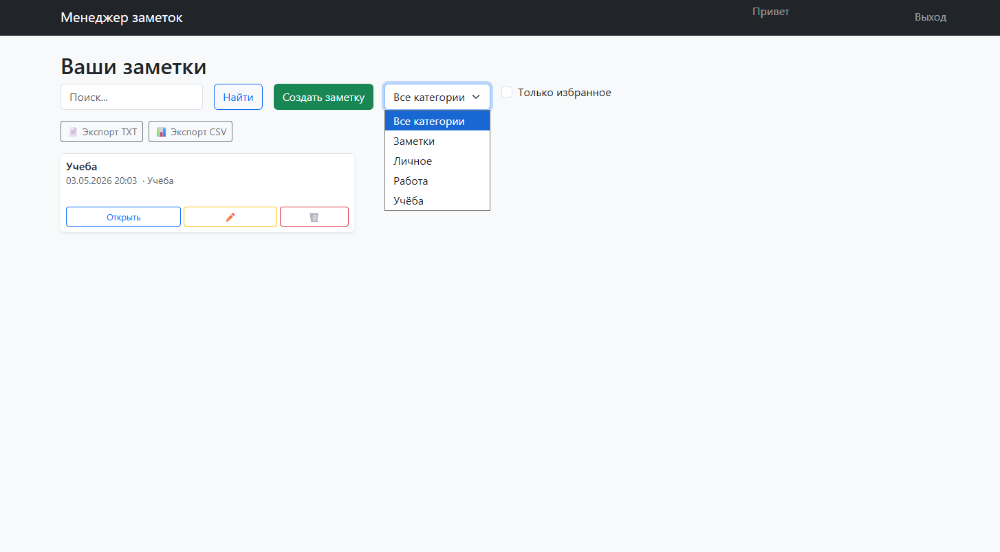 Менеджер заметок
Привет
Выход
Ваши заметки
Поиск...
Найти
Создать заметку
Все категории
Только избранное
Все категории
Заметки
Личное
Работа
Учёба
Экспорт TXT
Экспорт CSV
Учеба
03.05.2026 20:03 · Учёба
Открыть